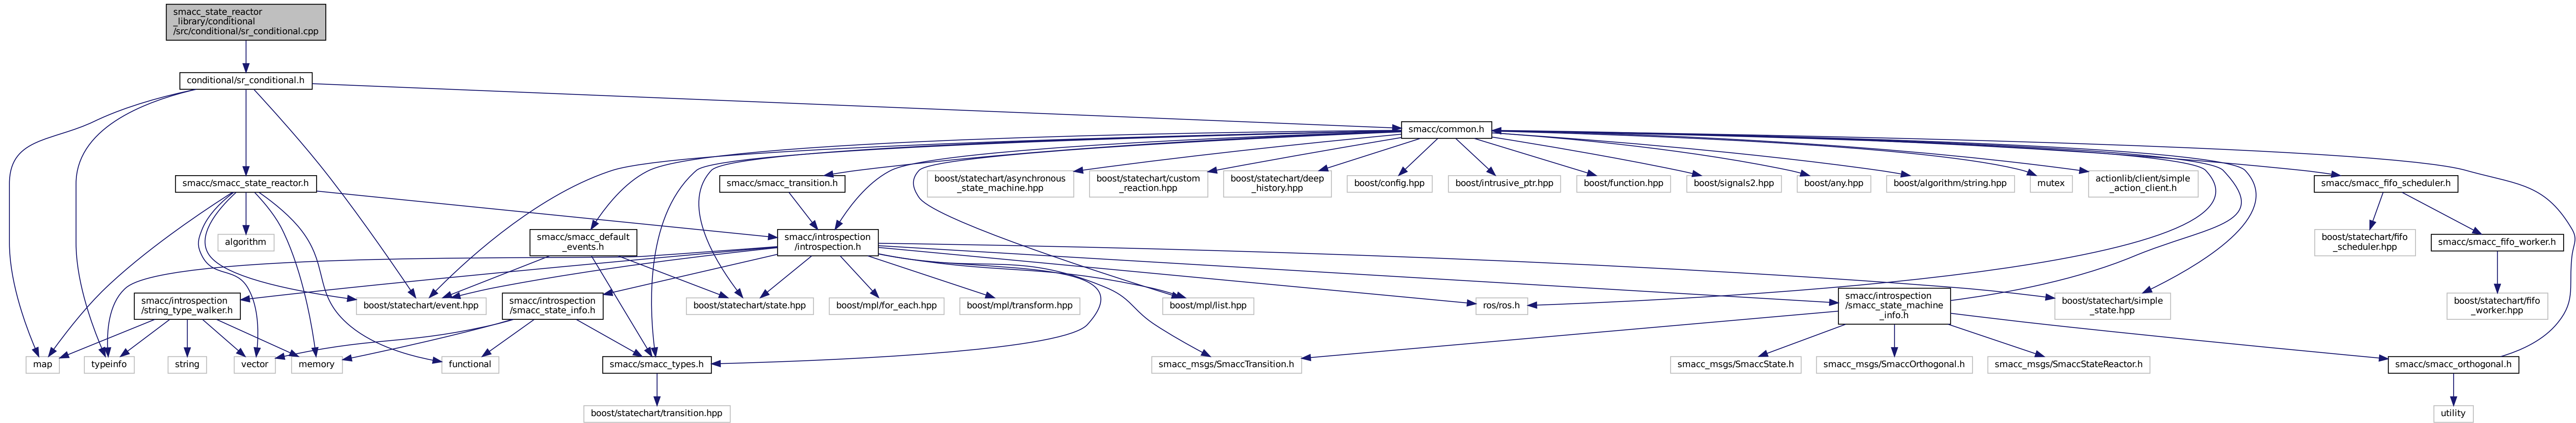 smacc_state_reactor
_library/conditional
/src/conditional/sr_conditional.cpp
conditional/sr_conditional.h
smacc/common.h
smacc/smacc_state_reactor.h
smacc/smacc_transition.h
boost/statechart/asynchronous
_state_machine.hpp
boost/statechart/custom
_reaction.hpp
boost/statechart/deep
_history.hpp
boost/config.hpp
boost/intrusive_ptr.hpp
boost/function.hpp
boost/signals2.hpp
boost/any.hpp
boost/algorithm/string.hpp
mutex
actionlib/client/simple
_action_client.h
smacc/smacc_fifo_scheduler.h
algorithm
smacc/smacc_default
_events.h
smacc/introspection
/introspection.h
boost/statechart/fifo
_scheduler.hpp
smacc/smacc_fifo_worker.h
smacc/introspection
/string_type_walker.h
boost/statechart/event.hpp
smacc/introspection
/smacc_state_info.h
boost/statechart/state.hpp
boost/mpl/for_each.hpp
boost/mpl/transform.hpp
boost/mpl/list.hpp
ros/ros.h
smacc/introspection
/smacc_state_machine
_info.h
boost/statechart/simple
_state.hpp
boost/statechart/fifo
_worker.hpp
map
typeinfo
string
vector
memory
functional
smacc/smacc_types.h
smacc_msgs/SmaccTransition.h
smacc_msgs/SmaccState.h
smacc_msgs/SmaccOrthogonal.h
smacc_msgs/SmaccStateReactor.h
smacc/smacc_orthogonal.h
boost/statechart/transition.hpp
utility